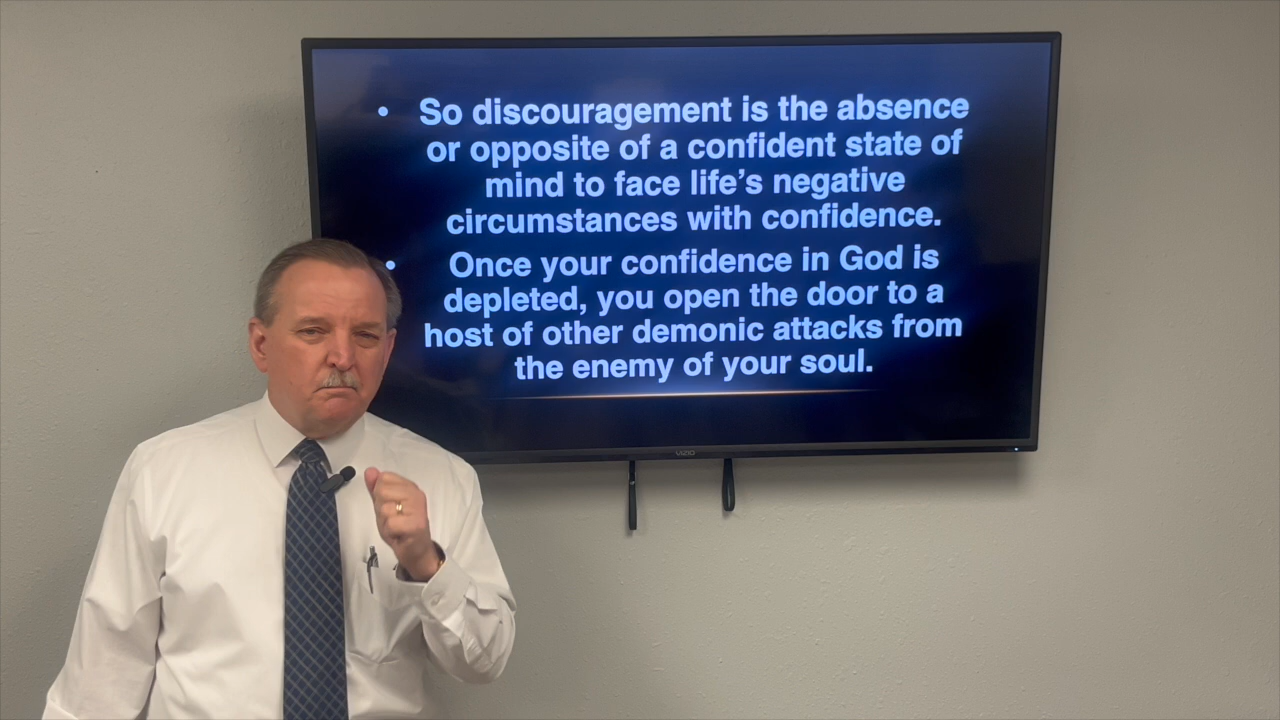 • So discouragement is the absence
or opposite of a confident state of
mind to face life’s negative
circumstances with confidence.
• Once your confidence in God is
depleted, you open the door to a
host of other demonic attacks from
the enemy of your soul.
VIZIO